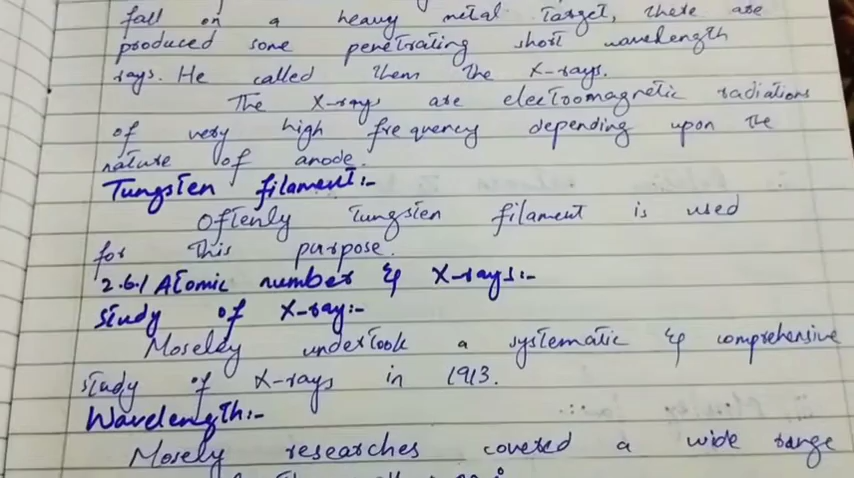 fall on a heavy metal Target, there are
produced some penetrating short wavelength
rays. He called them the X-rays.
The X-rays are electromagnetic radiations
of very high frequency depending upon the
nature of anode.
Tungsten filament:-
Oftenly tungsten filament is used
for this purpose.
2.6.1 Atomic number & X-rays:-
Study of X-ray:-
Moseley undertook a systematic & comprehensive
study of X-rays in 1913.
Wavelength:-
Mosely researches covered a wide range